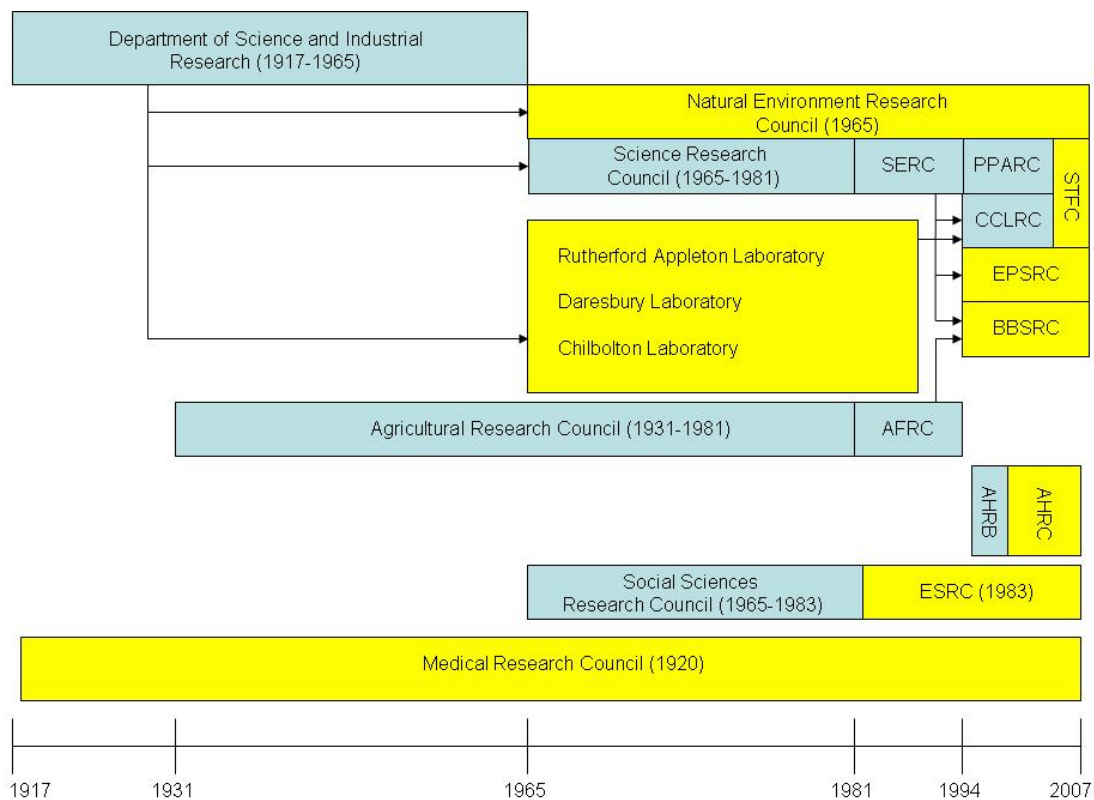 Department of Science and Industrial
Research (1917-1965)
Natural Environment Research
Council (1965)
Science Research
Council (1965-1981)
SERC
PPARC
STFC
CCLRC
Rutherford Appleton Laboratory
Daresbury Laboratory
Chilbolton Laboratory
EPSRC
BBSRC
Agricultural Research Council (1931-1981)
AFRC
AHRB
AHRC
Social Sciences
Research Council (1965-1983)
ESRC (1983)
Medical Research Council (1920)
1917
1931
1965
1981
1994
2007